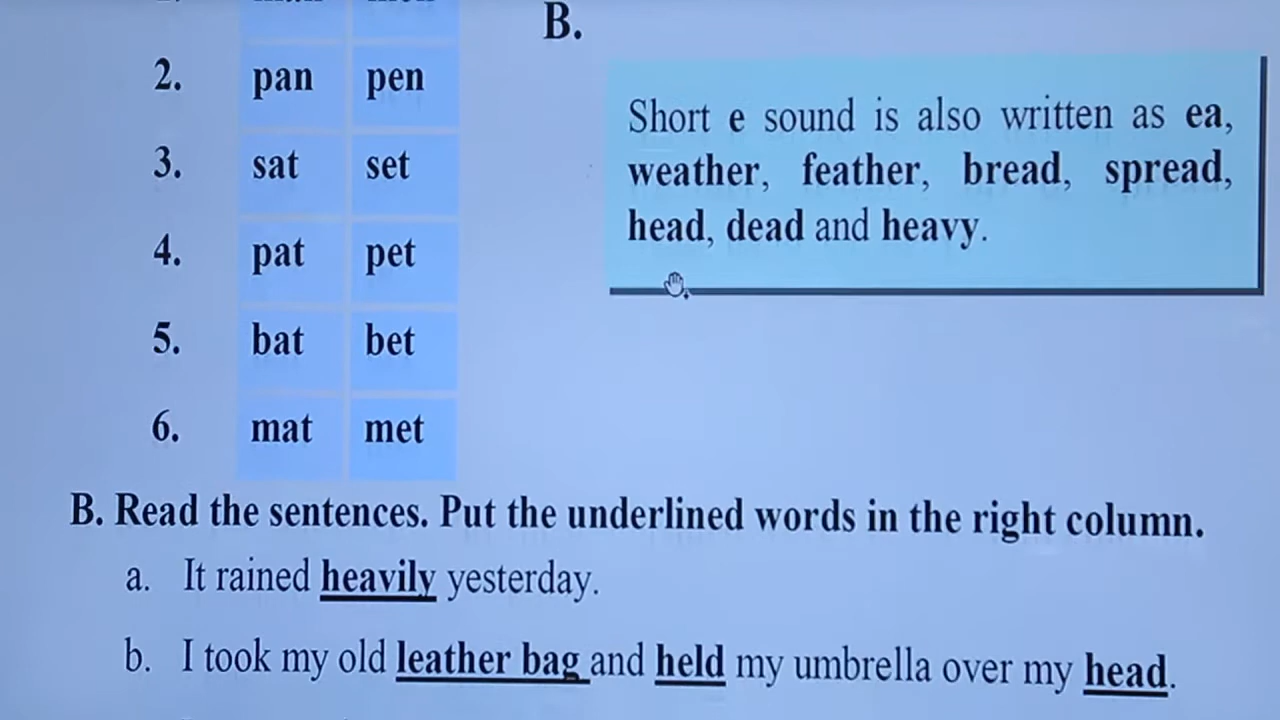 B.
2. pan pen
3. sat set
4. pat pet
5. bat bet
6. mat met
Short e sound is also written as ea,
weather, feather, bread, spread,
head, dead and heavy.
B. Read the sentences. Put the underlined words in the right column.
a. It rained heavily yesterday.
b. I took my old leather bag and held my umbrella over my head.